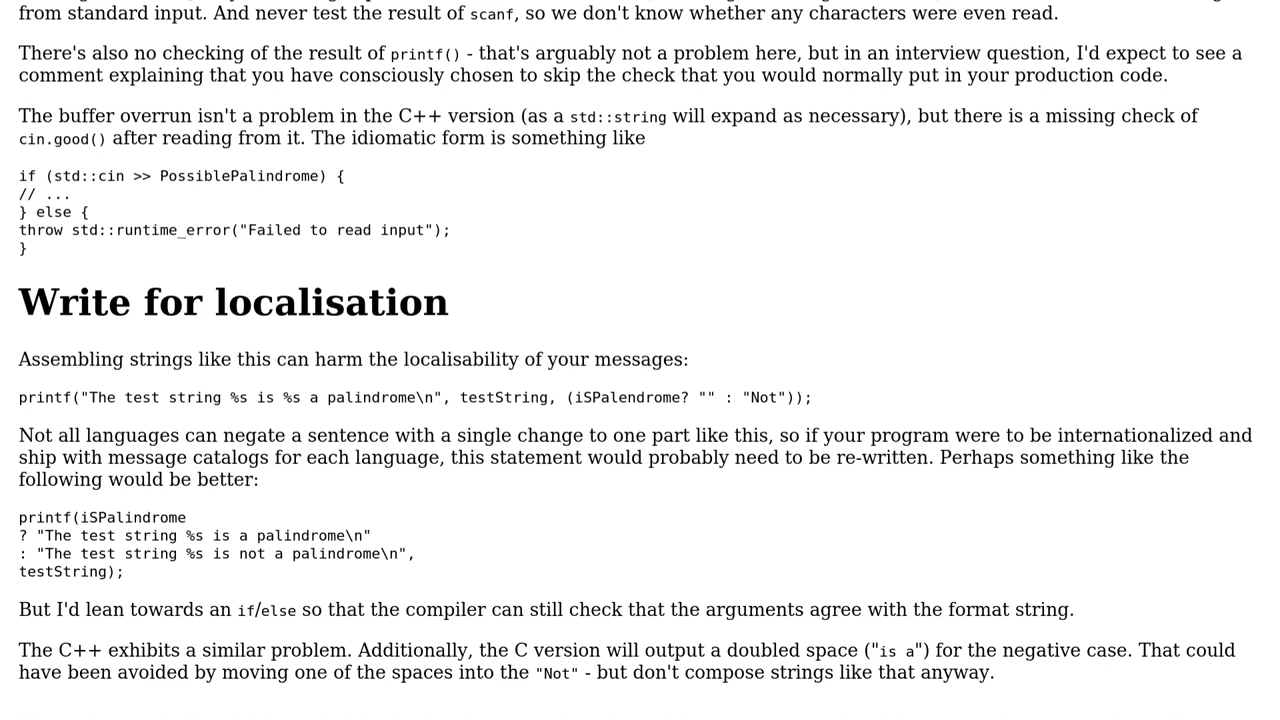 from standard input. And never test the result of scanf, so we don't know whether any characters were even read.
There's also no checking of the result of printf() - that's arguably not a problem here, but in an interview question, I'd expect to see a
comment explaining that you have consciously chosen to skip the check that you would normally put in your production code.
The buffer overrun isn't a problem in the C++ version (as a std::string will expand as necessary), but there is a missing check of
cin.good() after reading from it. The idiomatic form is something like
if (std::cin >> PossiblePalindrome) {
// ...
} else {
throw std::runtime_error("Failed to read input");
}
Write for localisation
Assembling strings like this can harm the localisability of your messages:
printf("The test string %s is %s a palindrome\n", testString, (iSPalendrome? "" : "Not"));
Not all languages can negate a sentence with a single change to one part like this, so if your program were to be internationalized and
ship with message catalogs for each language, this statement would probably need to be re-written. Perhaps something like the
following would be better:
printf(iSPalindrome
? "The test string %s is a palindrome\n"
: "The test string %s is not a palindrome\n",
testString);
But I'd lean towards an if/else so that the compiler can still check that the arguments agree with the format string.
The C++ exhibits a similar problem. Additionally, the C version will output a doubled space ("is a") for the negative case. That could
have been avoided by moving one of the spaces into the "Not" - but don't compose strings like that anyway.